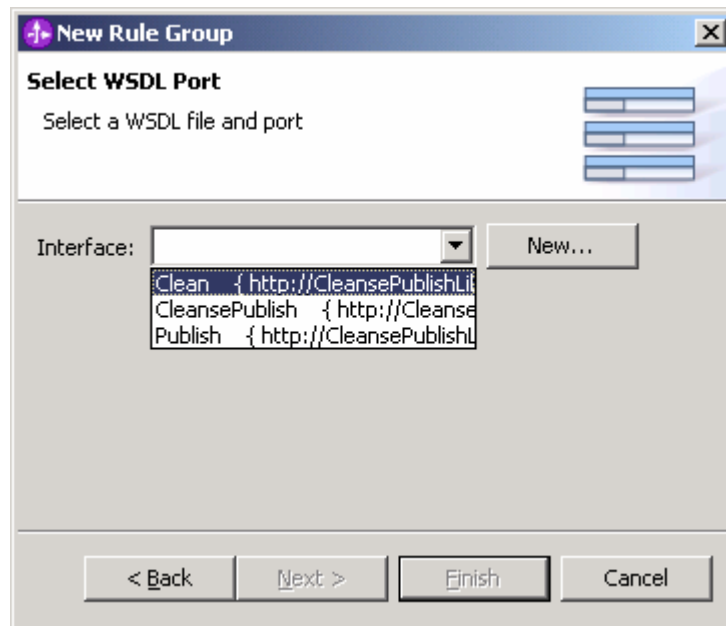 New Rule Group
Select WSDL Port
Select a WSDL file and port
Interface:
New...
Clean { http://CleansePublishLi
CleansePublish { http://Cleanse
Publish { http://CleansePublishL
< Back
Next >
Finish
Cancel